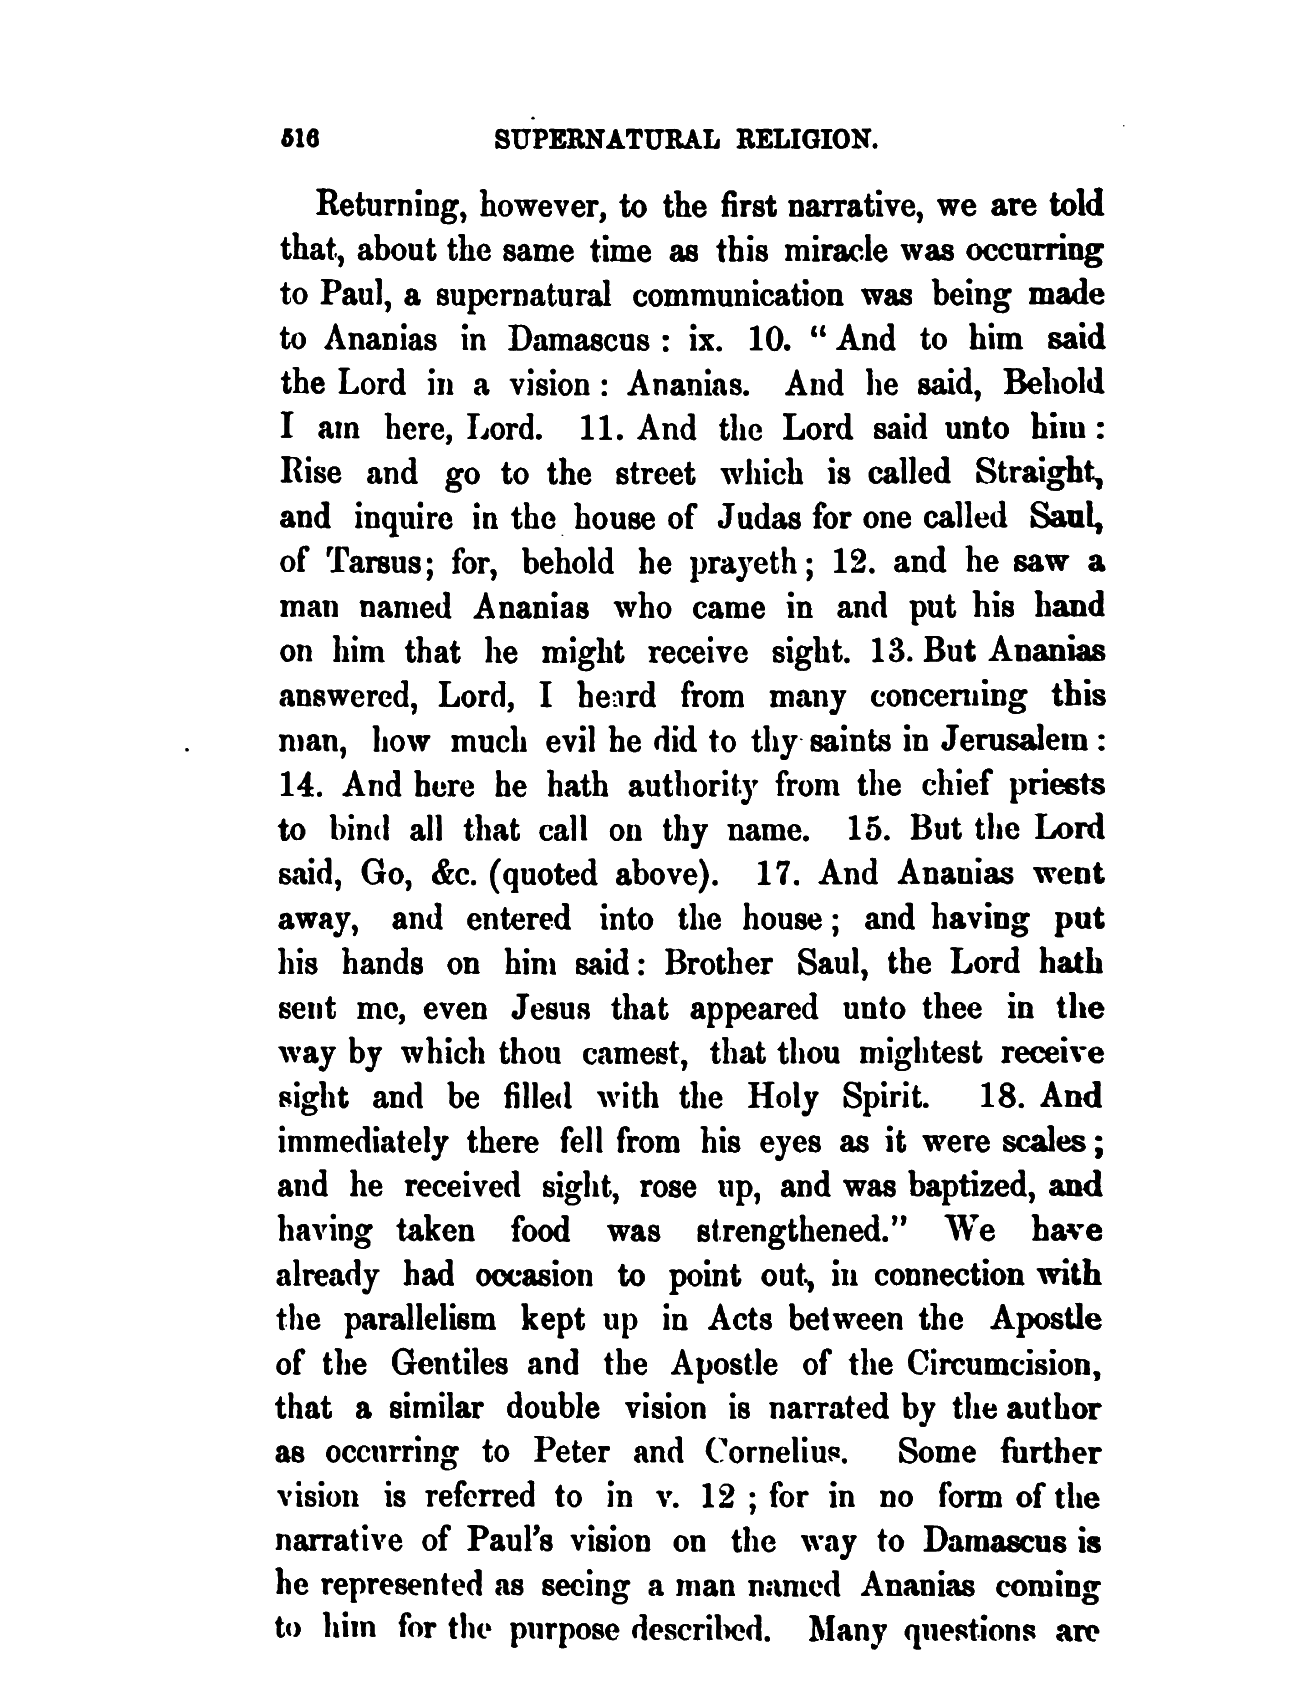 516 SUPERNATURAL RELIGION.
Returning, however, to the first narrative, we are told
that, about the same time as this miracle was occurring
to Paul, a supernatural communication was being made
to Ananias in Damascus : ix. 10. “ And to him said
the Lord in a vision : Ananias. And he said, Behold
I am here, Lord. 11. And the Lord said unto him :
Rise and go to the street which is called Straight,
and inquire in the house of Judas for one called Saul,
of Tarsus; for, behold he prayeth ; 12. and he saw a
man named Ananias who came in and put his hand
on him that he might receive sight. 13. But Ananias
answered, Lord, I heard from many concerning this
man, how much evil he did to thy saints in Jerusalem :
14. And here he hath authority from the chief priests
to bind all that call on thy name. 15. But the Lord
said, Go, &c. (quoted above). 17. And Ananias went
away, and entered into the house ; and having put
his hands on him said : Brother Saul, the Lord hath
sent me, even Jesus that appeared unto thee in the
way by which thou camest, that thou mightest receive
sight and be filled with the Holy Spirit. 18. And
immediately there fell from his eyes as it were scales ;
and he received sight, rose up, and was baptized, and
having taken food was strengthened.” We have
already had occasion to point out, in connection with
the parallelism kept up in Acts between the Apostle
of the Gentiles and the Apostle of the Circumcision,
that a similar double vision is narrated by the author
as occurring to Peter and Cornelius. Some further
vision is referred to in v. 12 ; for in no form of the
narrative of Paul’s vision on the way to Damascus is
he represented as seeing a man named Ananias coming
to him for the purpose described. Many questions are